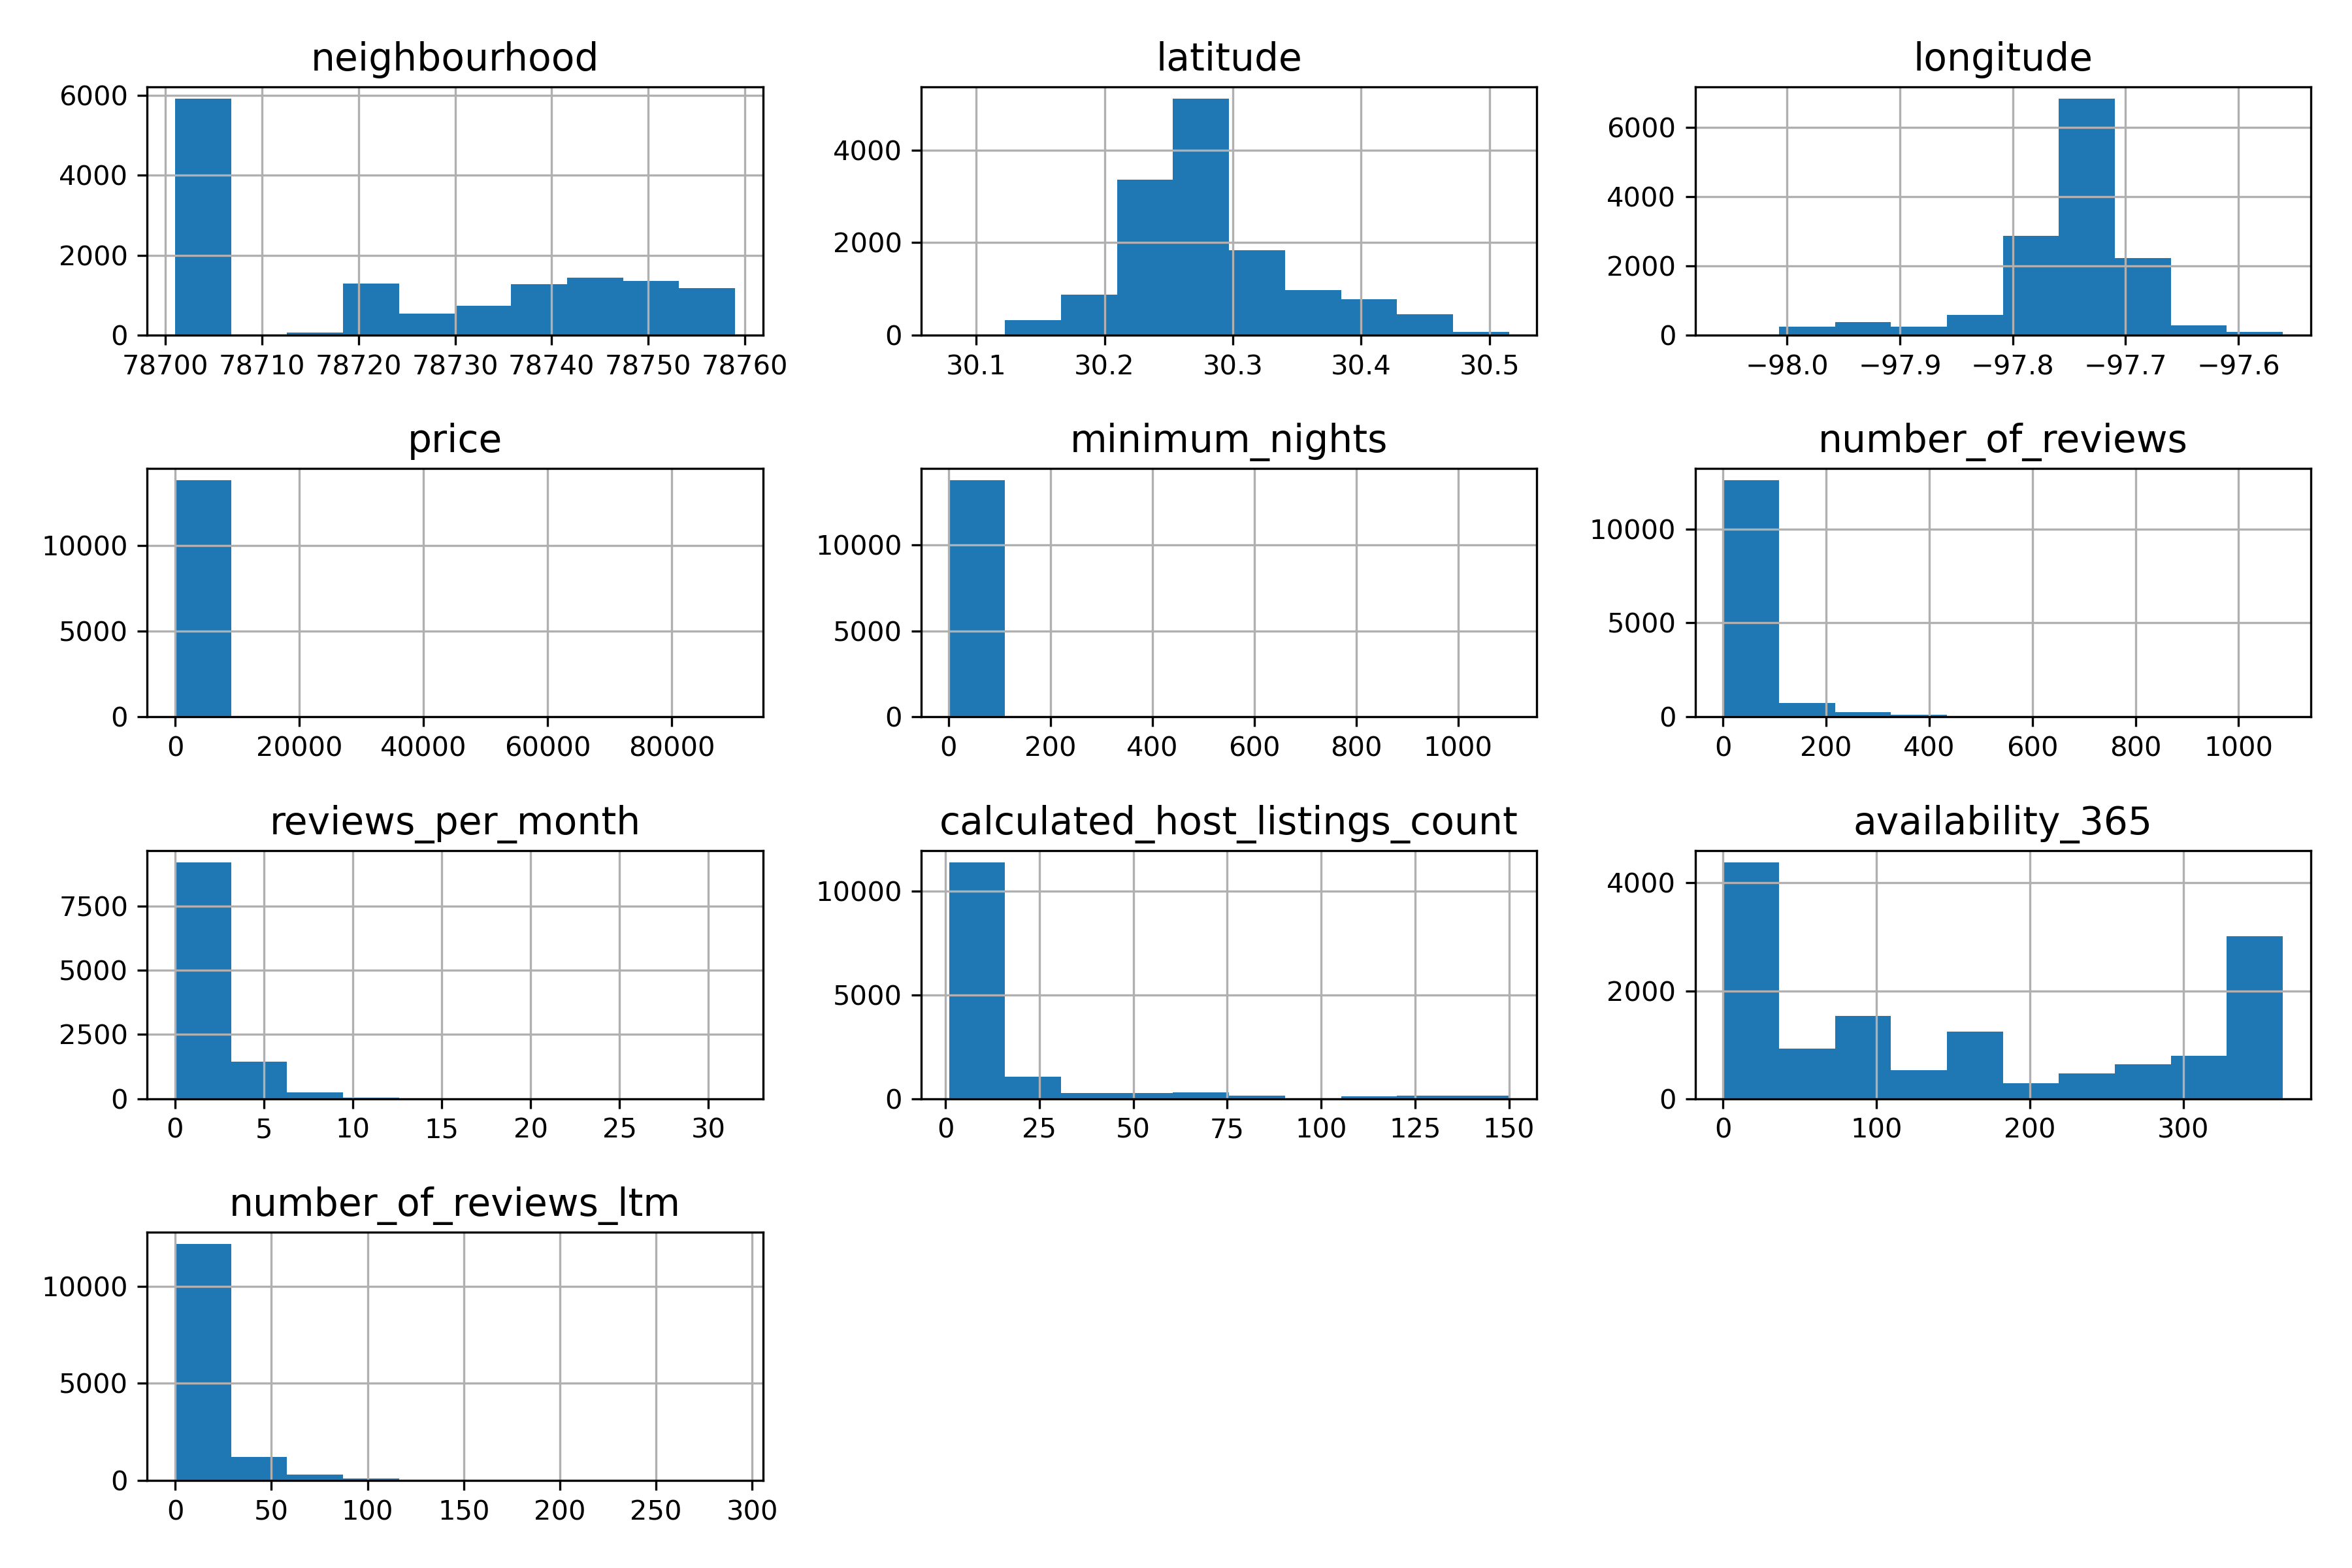 neighbourhood
6000
4000
2000
0
78700 78710 78720 78730 78740 78750 78760
latitude
4000
2000
0
30.1 30.2 30.3 30.4 30.5
longitude
6000
4000
2000
0
−98.0 −97.9 −97.8 −97.7 −97.6
price
10000
5000
0
0 20000 40000 60000 80000
minimum_nights
10000
5000
0
0 200 400 600 800 1000
number_of_reviews
10000
5000
0
0 200 400 600 800 1000
reviews_per_month
7500
5000
2500
0
0 5 10 15 20 25 30
calculated_host_listings_count
10000
5000
0
0 25 50 75 100 125 150
availability_365
4000
2000
0
0 100 200 300
number_of_reviews_ltm
10000
5000
0
0 50 100 150 200 250 300